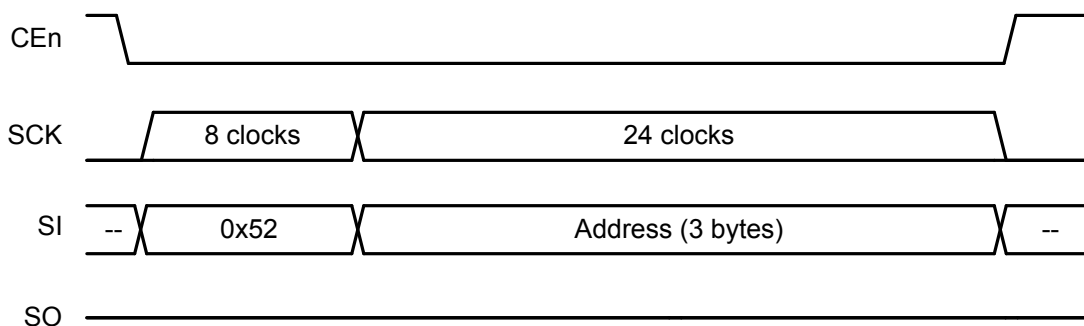 CEn
SCK 8 clocks 24 clocks
SI -- 0x52 Address (3 bytes) --
SO